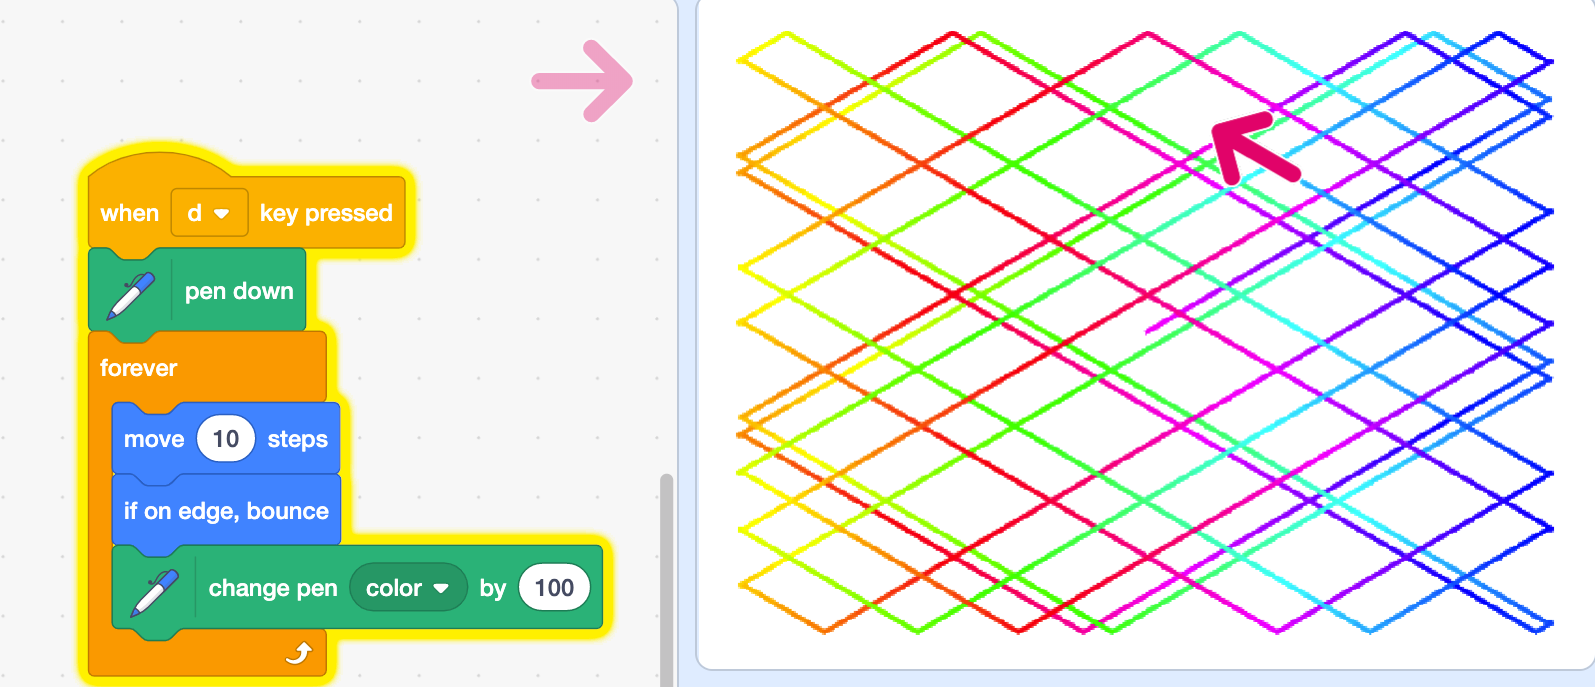 when d key pressed
pen down
forever
move 10 steps
if on edge, bounce
change pen color by 100